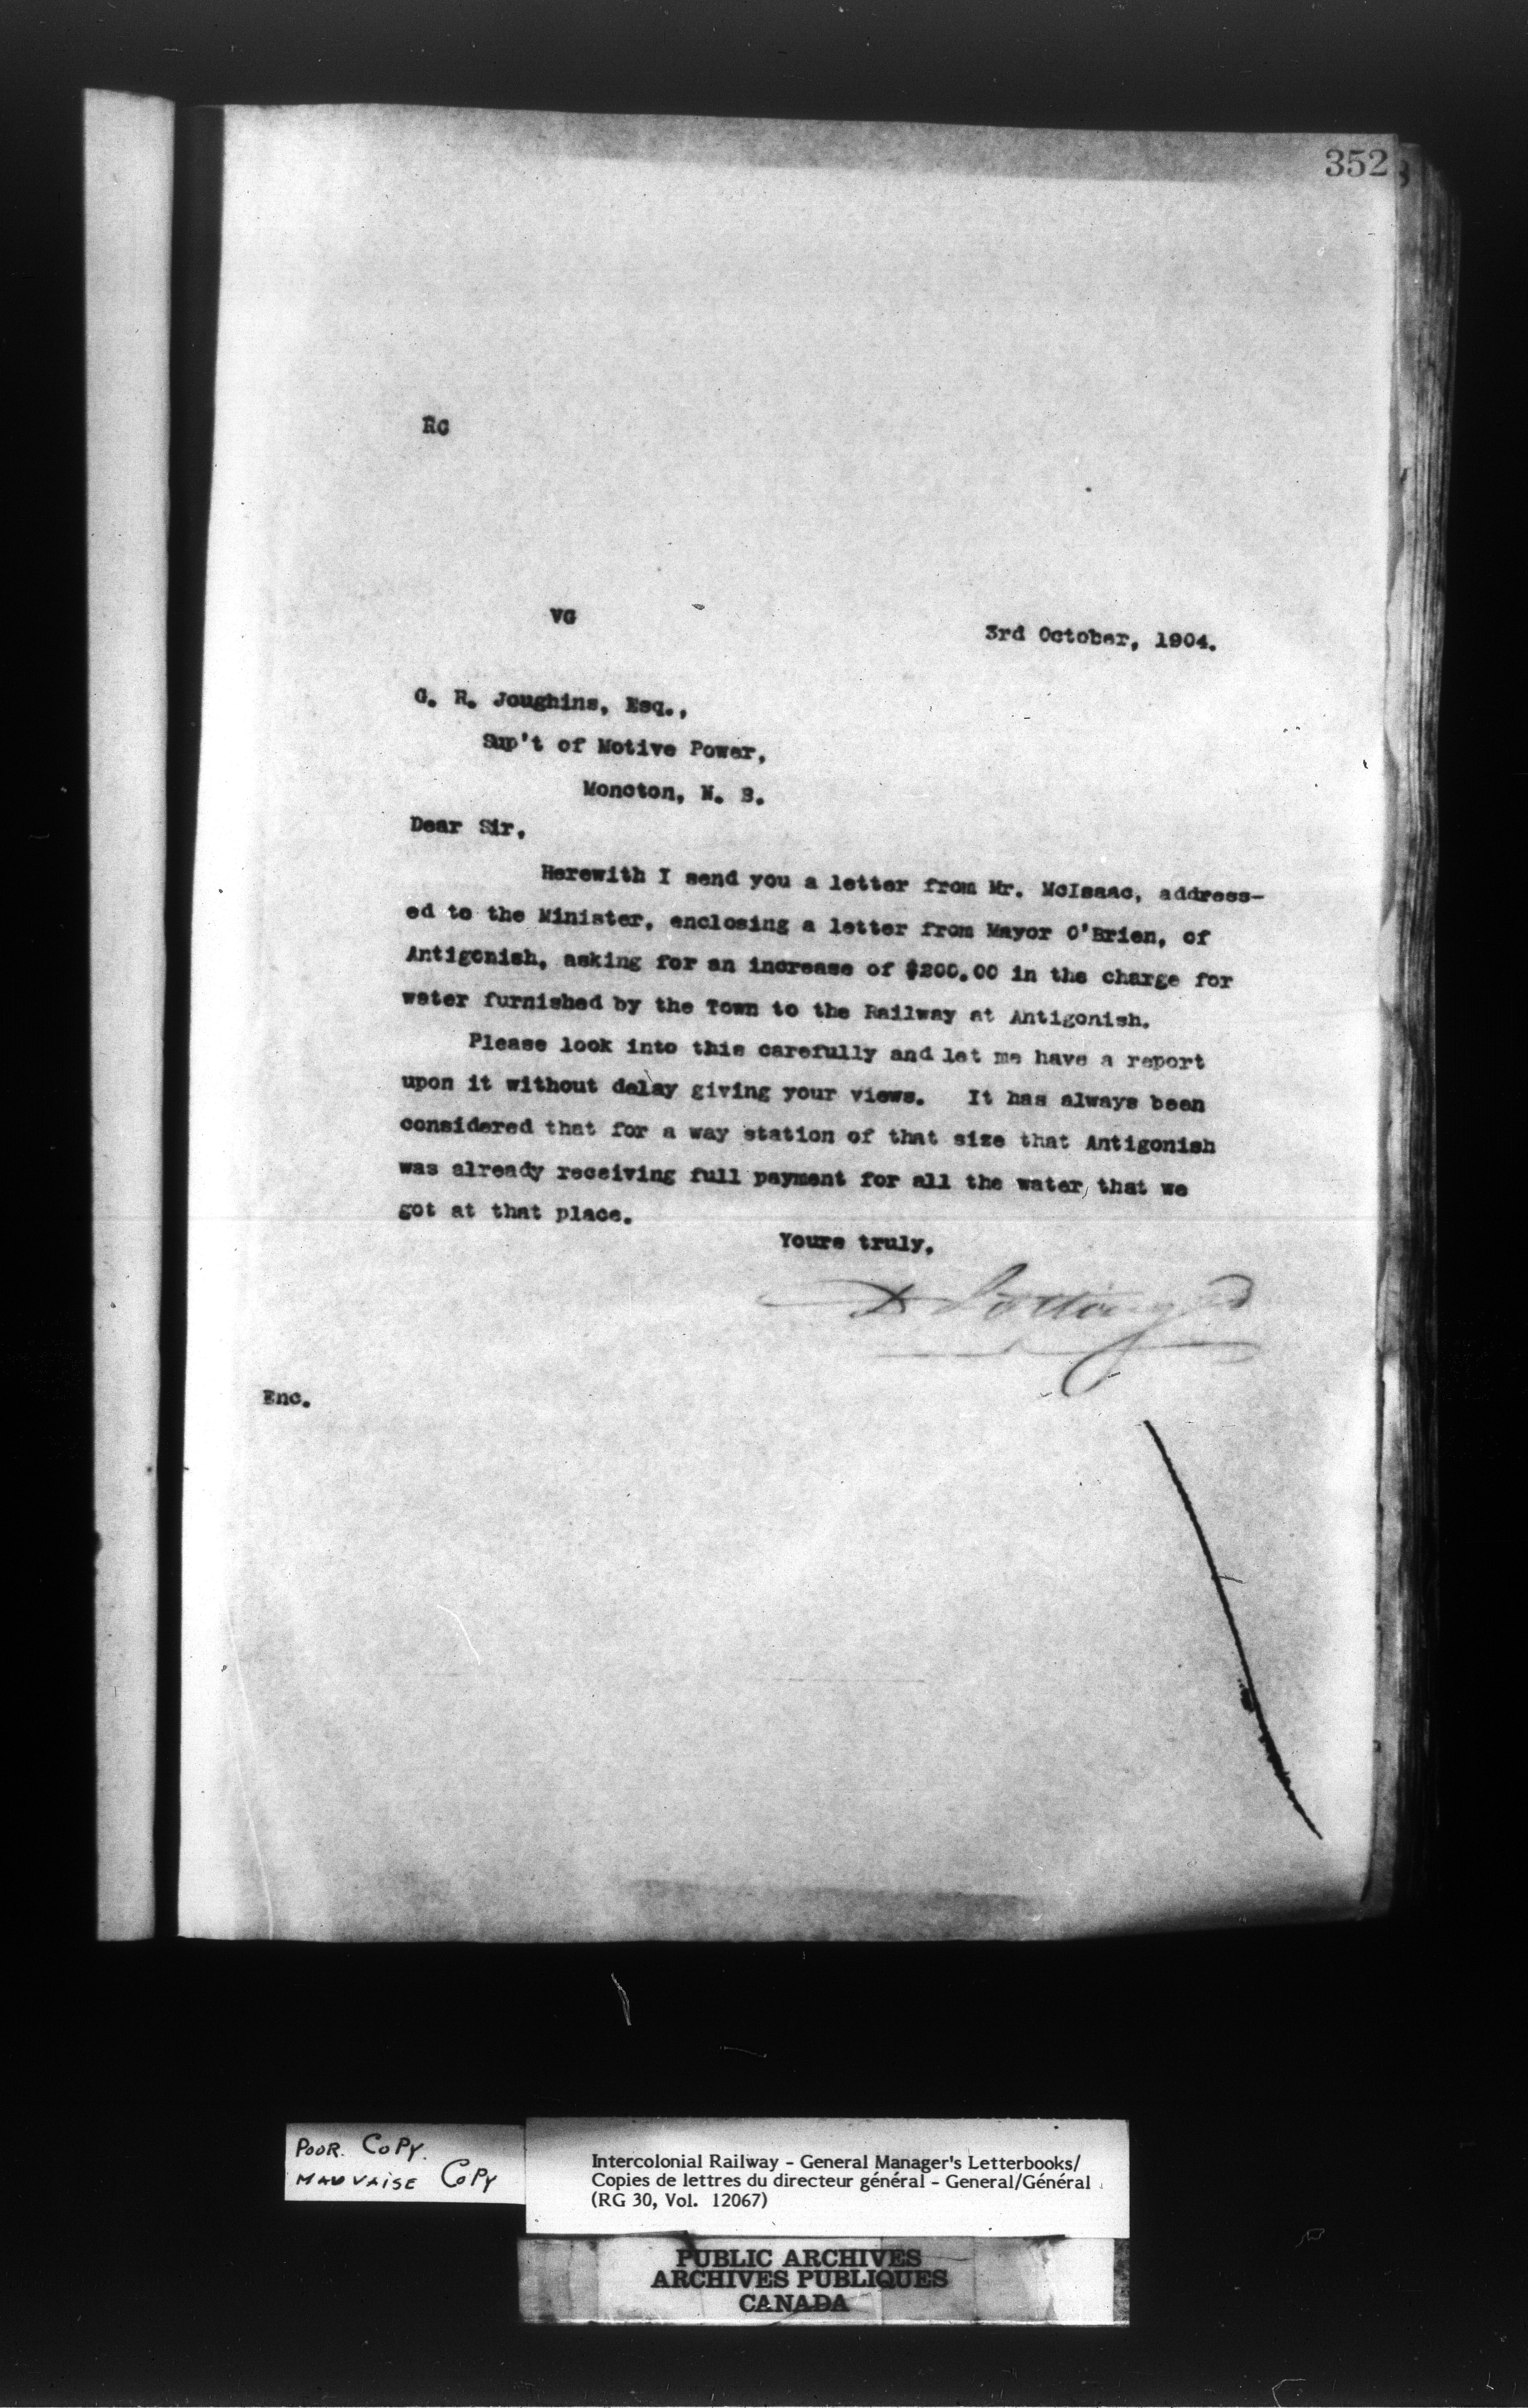 352
RG
VG
3rd October, 1904.
G. R. Joughins, Esq.,
Sup't of Motive Power,
Moncton, N. B.
Dear Sir,
Herewith I send you a letter from Mr. McIsaac, address-
ed to the Minister, enclosing a letter from Mayor O'Brien, of
Antigonish, asking for an increase of $200.00 in the charge for
water furnished by the Town to the Railway at Antigonish.
Please look into this carefully and let me have a report
upon it without delay giving your views. It has always been
considered that for a way station of that size that Antigonish
was already receiving full payment for all the water, that we
got at that place.
Yours truly,
D Pottinger
Enc.
POOR COPY.
MAUVAISE COPY
Intercolonial Railway - General Manager's Letterbooks/
Copies de lettres du directeur général - General/Général
(RG 30, Vol. 12067)
PUBLIC ARCHIVES
ARCHIVES PUBLIQUES
CANADA